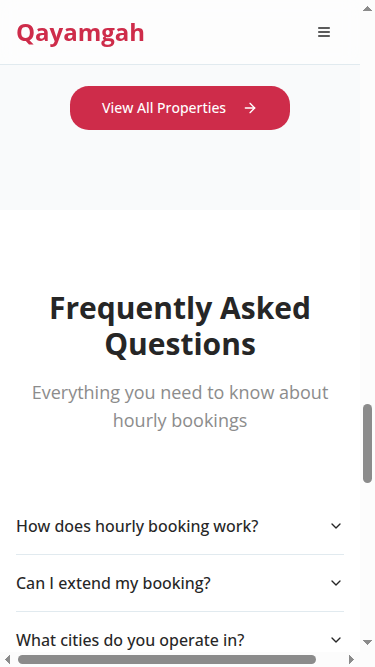 Qayamgah
View All Properties
Frequently Asked
Questions
Everything you need to know about
hourly bookings
How does hourly booking work?
Can I extend my booking?
What cities do you operate in?